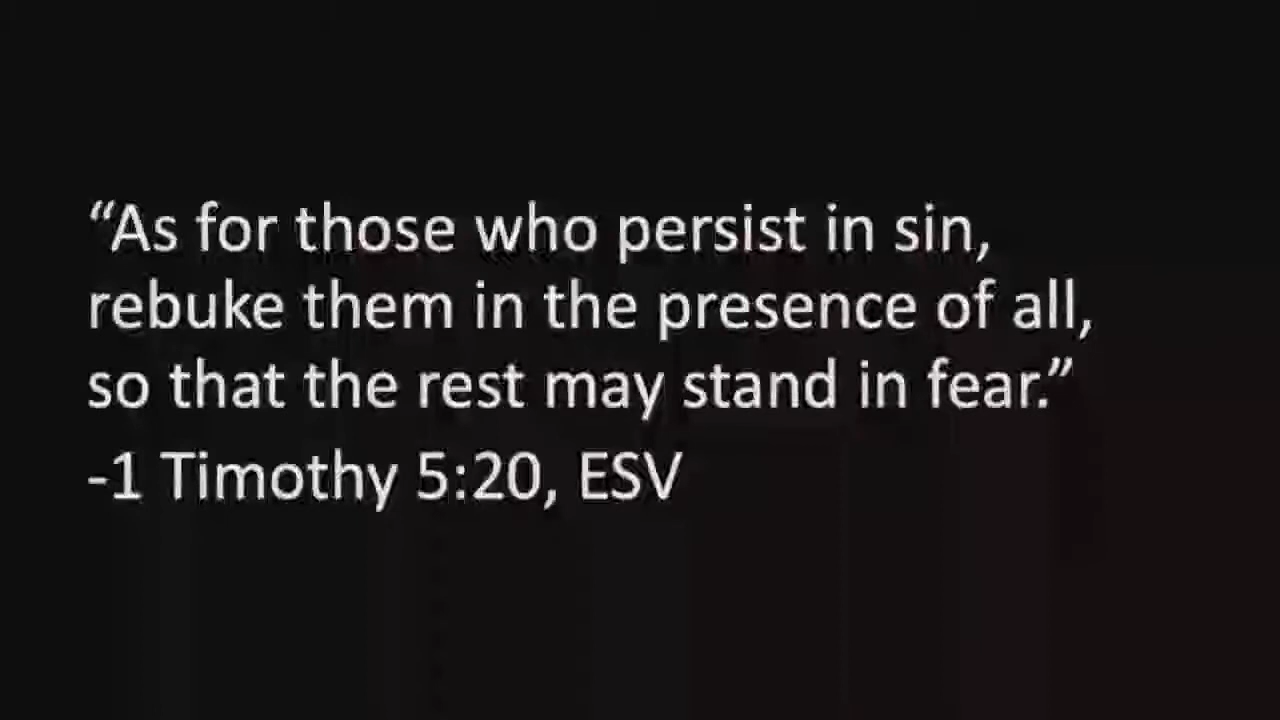 “As for those who persist in sin,
rebuke them in the presence of all,
so that the rest may stand in fear.”
-1 Timothy 5:20, ESV